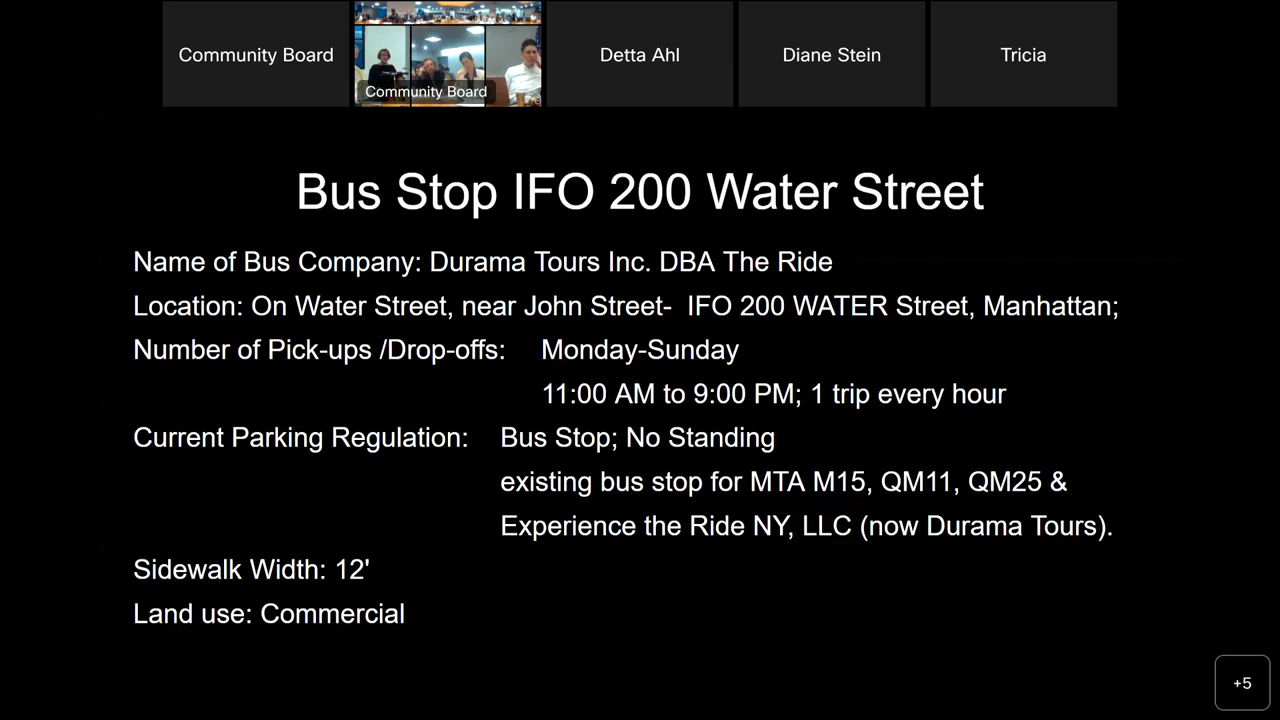 Community Board
Community Board
Detta Ahl
Diane Stein
Tricia
Bus Stop IFO 200 Water Street
Name of Bus Company: Durama Tours Inc. DBA The Ride
Location: On Water Street, near John Street- IFO 200 WATER Street, Manhattan;
Number of Pick-ups /Drop-offs: Monday-Sunday
11:00 AM to 9:00 PM; 1 trip every hour
Current Parking Regulation: Bus Stop; No Standing
existing bus stop for MTA M15, QM11, QM25 &
Experience the Ride NY, LLC (now Durama Tours).
Sidewalk Width: 12'
Land use: Commercial
+5